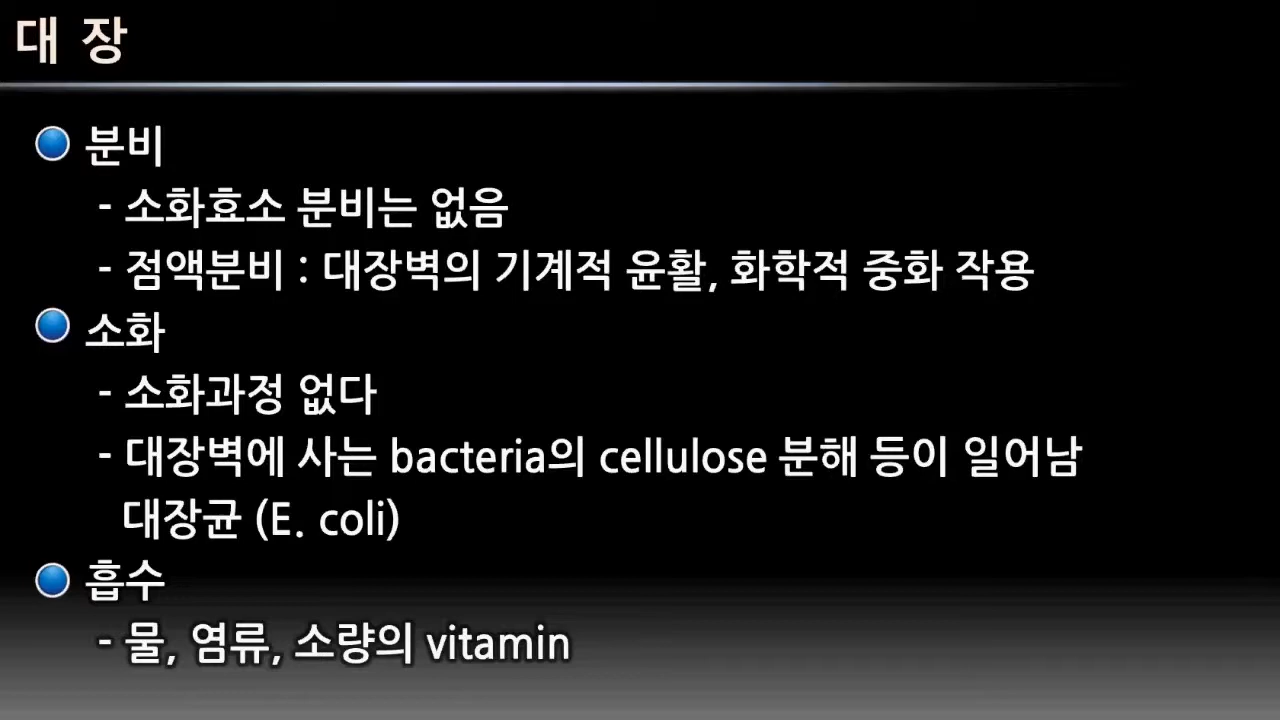 대 장
분비
- 소화효소 분비는 없음
- 점액분비 : 대장벽의 기계적 윤활, 화학적 중화 작용
소화
- 소화과정 없다
- 대장벽에 사는 bacteria의 cellulose 분해 등이 일어남
대장균 (E. coli)
흡수
- 물, 염류, 소량의 vitamin